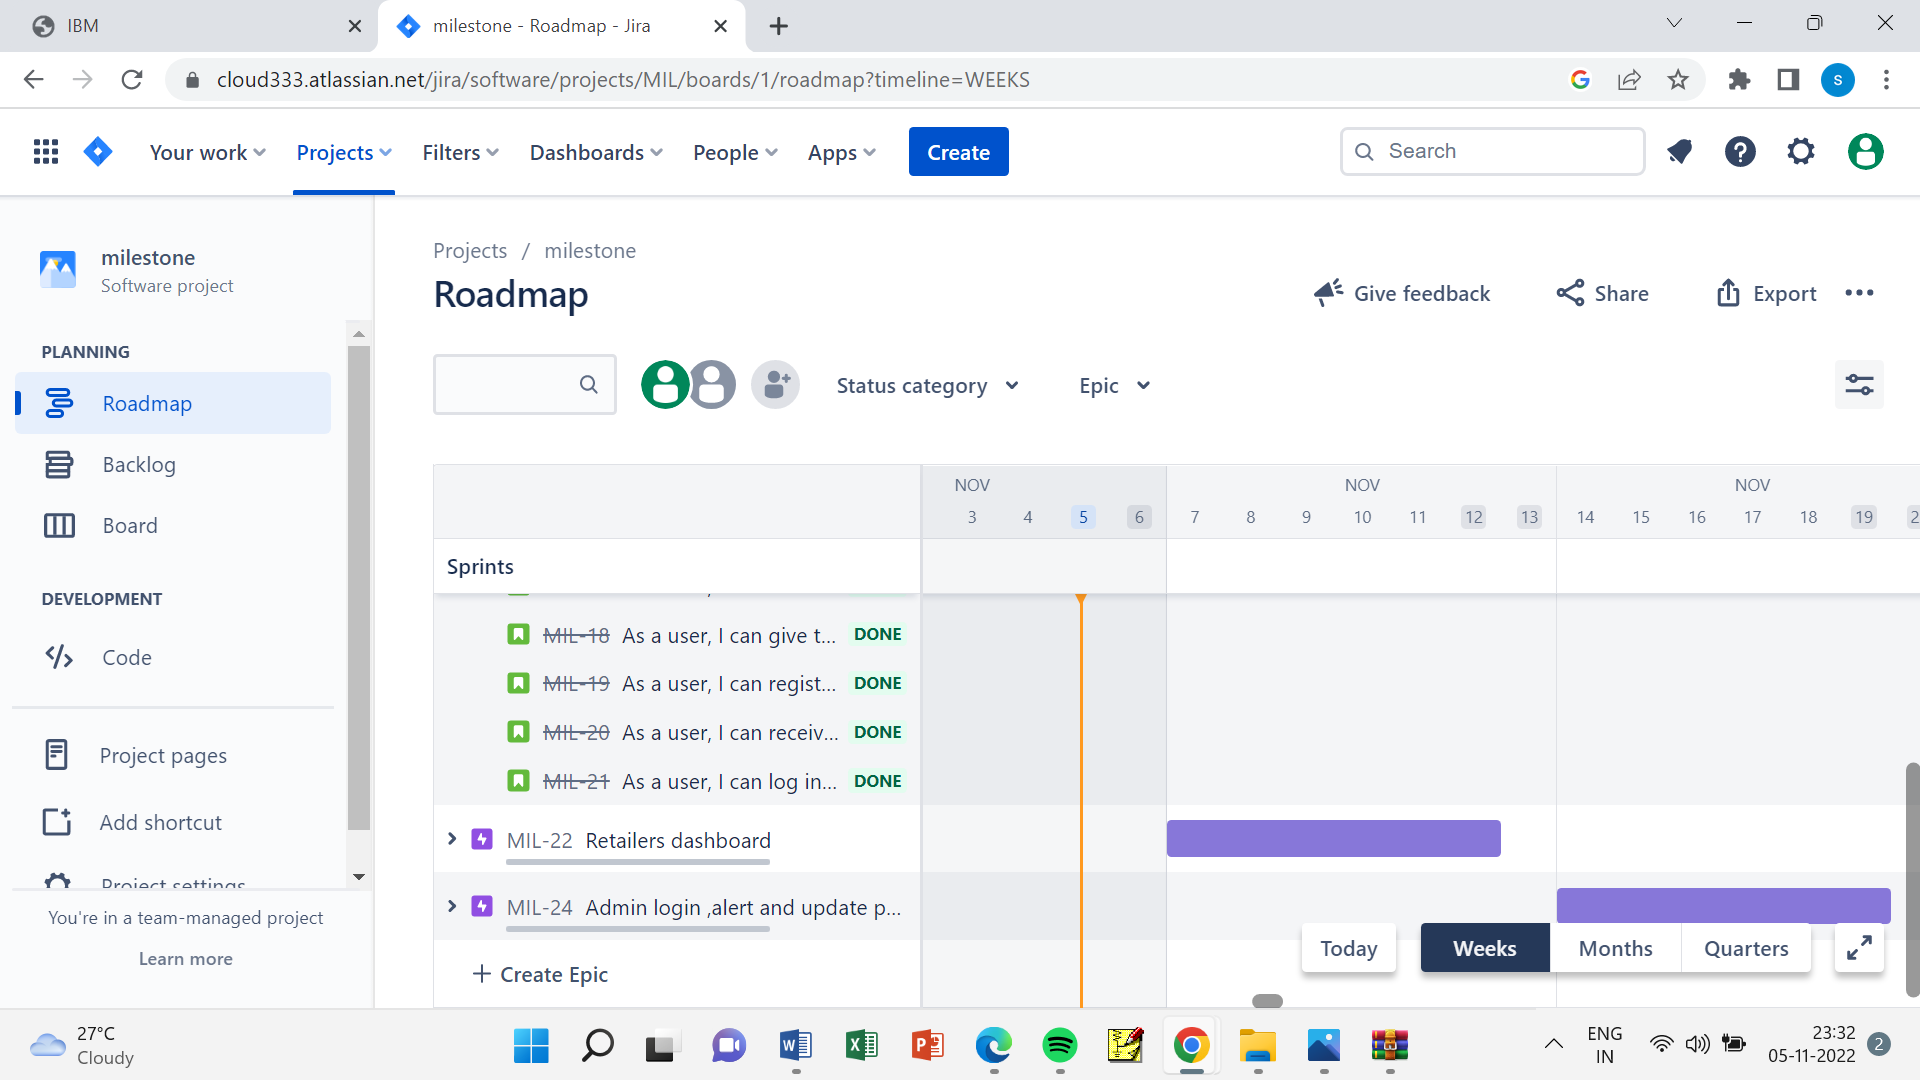 IBM
milestone - Roadmap - Jira
cloud333.atlassian.net/jira/software/projects/MIL/boards/1/roadmap?timeline=WEEKS
S
Your work
Projects
Filters
Dashboards
People
Apps
Create
Search
milestone
Software project
PLANNING
Roadmap
Backlog
Board
DEVELOPMENT
Code
Project pages
Add shortcut
Project settings
You're in a team-managed project
Learn more
Projects / milestone
Roadmap
Give feedback
Share
Export
Status category
Epic
NOV NOV NOV
3 4 5 6 7 8 9 10 11 12 13 14 15 16 17 18 19
Sprints
MIL-18 As a user, I can give t... DONE
MIL-19 As a user, I can regist... DONE
MIL-20 As a user, I can receiv... DONE
MIL-21 As a user, I can log in... DONE
MIL-22 Retailers dashboard
MIL-24 Admin login ,alert and update p...
+ Create Epic
Today
Weeks
Months
Quarters
27°C
Cloudy
ENG
IN
23:32
05-11-2022
2